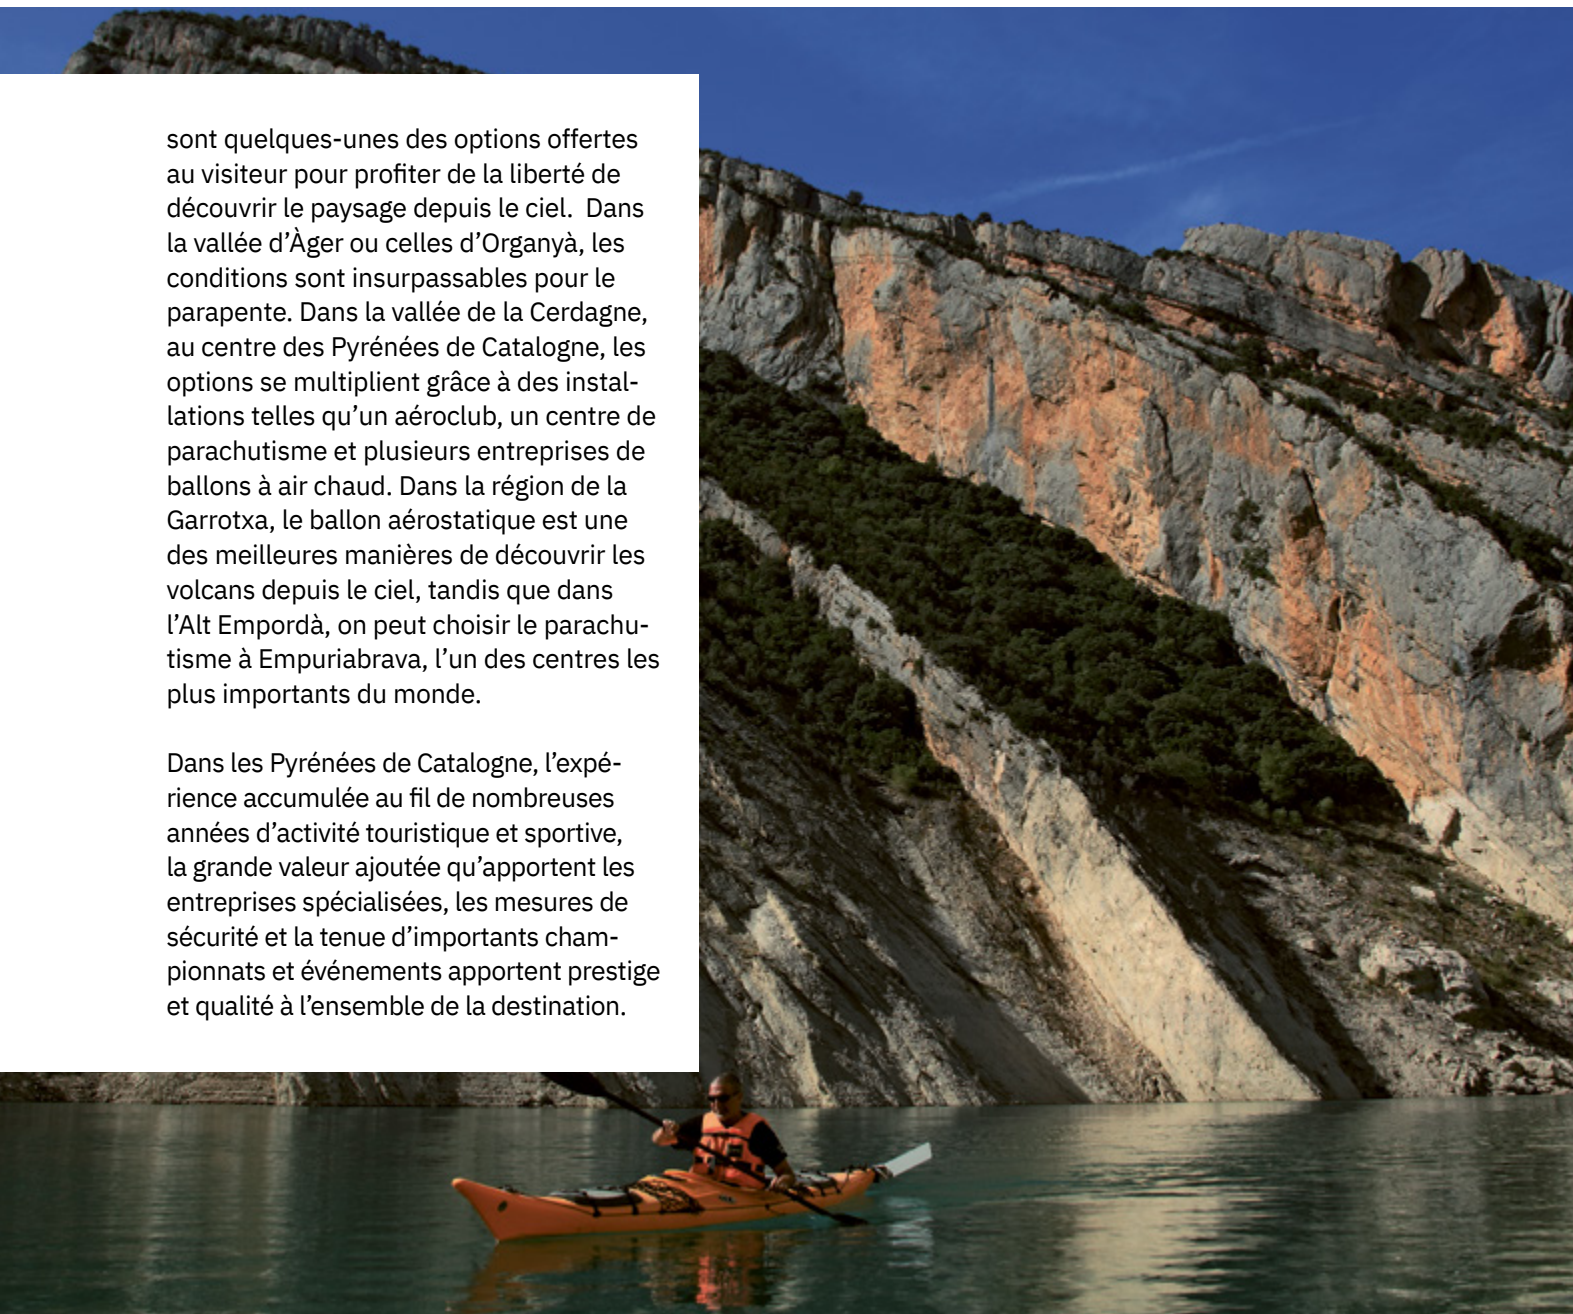 sont quelques-unes des options offertes
au visiteur pour profiter de la liberté de
découvrir le paysage depuis le ciel.  Dans
la vallée d’Àger ou celles d’Organyà, les
conditions sont insurpassables pour le
parapente. Dans la vallée de la Cerdagne,
au centre des Pyrénées de Catalogne, les
options se multiplient grâce à des instal-
lations telles qu’un aéroclub, un centre de
parachutisme et plusieurs entreprises de
ballons à air chaud. Dans la région de la
Garrotxa, le ballon aérostatique est une
des meilleures manières de découvrir les
volcans depuis le ciel, tandis que dans
l’Alt Empordà, on peut choisir le parachu-
tisme à Empuriabrava, l’un des centres les
plus importants du monde.

Dans les Pyrénées de Catalogne, l’expé-
rience accumulée au fil de nombreuses
années d’activité touristique et sportive,
la grande valeur ajoutée qu’apportent les
entreprises spécialisées, les mesures de
sécurité et la tenue d’importants cham-
pionnats et événements apportent prestige
et qualité à l’ensemble de la destination.